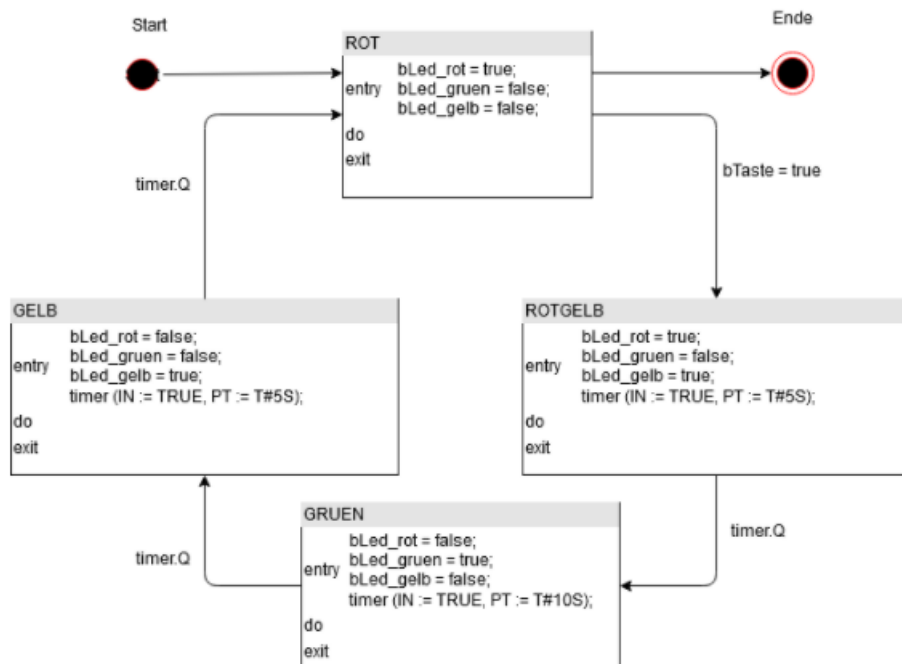 Start
Ende
ROT
entry
bLed_rot = true;
bLed_gruen = false;
bLed_gelb = false;
do
exit
timer.Q
bTaste = true
GELB
entry
bLed_rot = false;
bLed_gruen = false;
bLed_gelb = true;
timer (IN := TRUE, PT := T#5S);
do
exit
ROTGELB
entry
bLed_rot = true;
bLed_gruen = false;
bLed_gelb = true;
timer (IN := TRUE, PT := T#5S);
do
exit
timer.Q
timer.Q
GRUEN
entry
bLed_rot = false;
bLed_gruen = true;
bLed_gelb = false;
timer (IN := TRUE, PT := T#10S);
do
exit